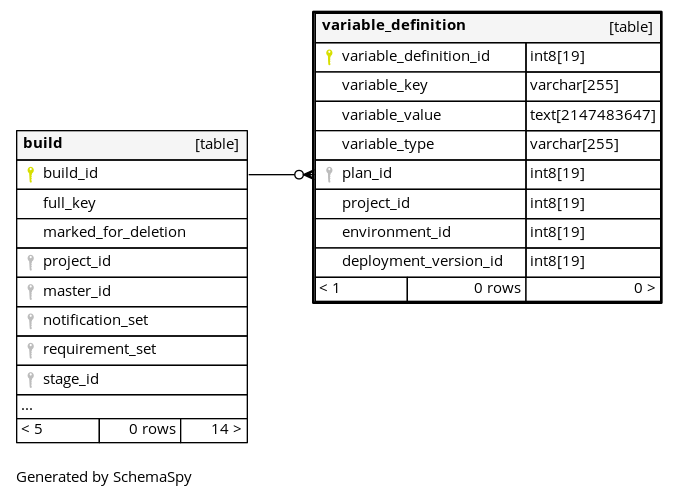 variable_definition [table]
variable_definition_id int8[19]
variable_key varchar[255]
variable_value text[2147483647]
variable_type varchar[255]
plan_id int8[19]
project_id int8[19]
environment_id int8[19]
deployment_version_id int8[19]
< 1 0 rows 0 >
build [table]
build_id
full_key
marked_for_deletion
project_id
master_id
notification_set
requirement_set
stage_id
...
< 5 0 rows 14 >
Generated by SchemaSpy